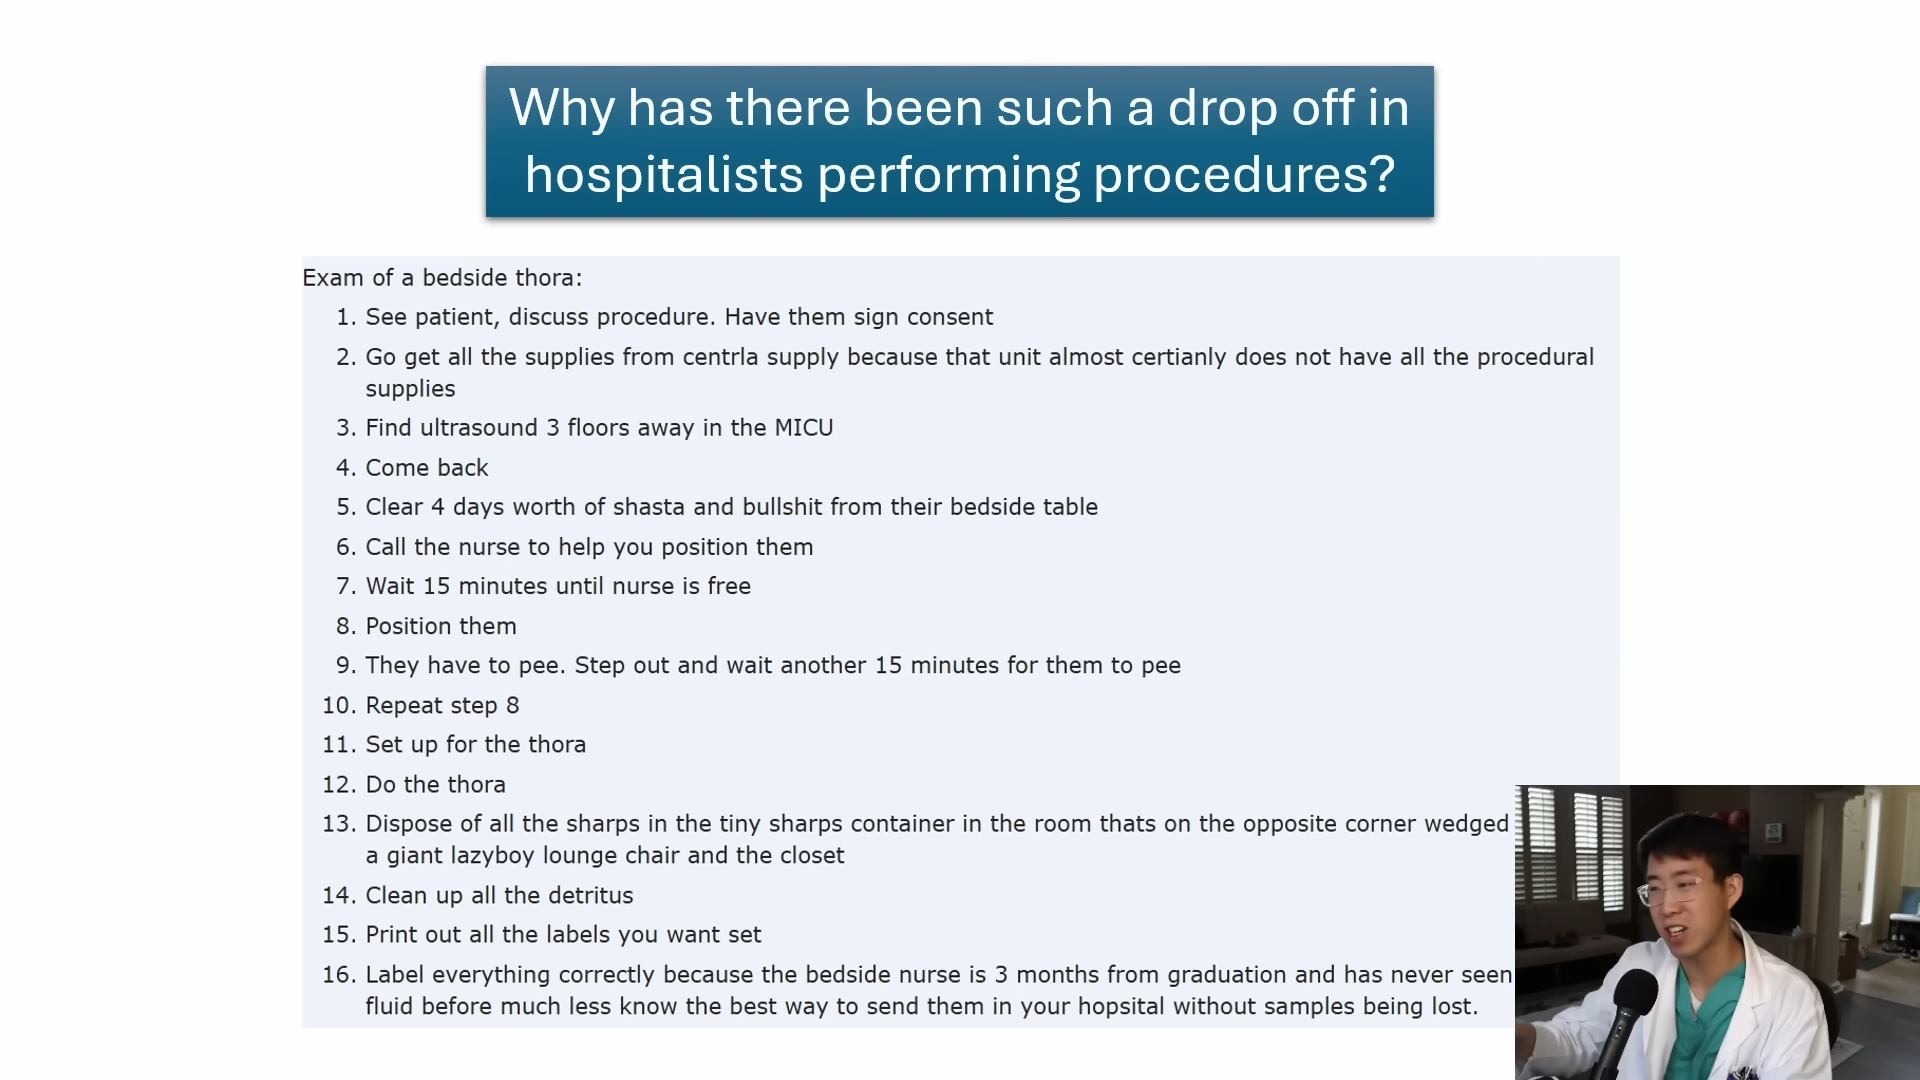 Why has there been such a drop off in
hospitalists performing procedures?
Exam of a bedside thora:
1. See patient, discuss procedure. Have them sign consent
2. Go get all the supplies from centrla supply because that unit almost certianly does not have all the procedural
supplies
3. Find ultrasound 3 floors away in the MICU
4. Come back
5. Clear 4 days worth of shasta and bullshit from their bedside table
6. Call the nurse to help you position them
7. Wait 15 minutes until nurse is free
8. Position them
9. They have to pee. Step out and wait another 15 minutes for them to pee
10. Repeat step 8
11. Set up for the thora
12. Do the thora
13. Dispose of all the sharps in the tiny sharps container in the room thats on the opposite corner wedged
a giant lazyboy lounge chair and the closet
14. Clean up all the detritus
15. Print out all the labels you want set
16. Label everything correctly because the bedside nurse is 3 months from graduation and has never seen
fluid before much less know the best way to send them in your hopsital without samples being lost.